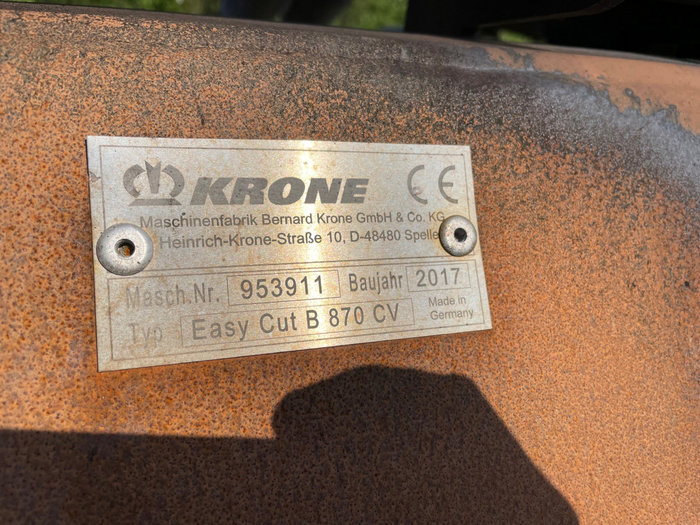 KRONE CE
Maschinenfabrik Bernard Krone GmbH & Co. KG
Heinrich-Krone-Straße 10, D-48480 Spelle
Masch.Nr. 953911 Baujahr 2017
Typ Easy Cut B 870 CV Made in
Germany